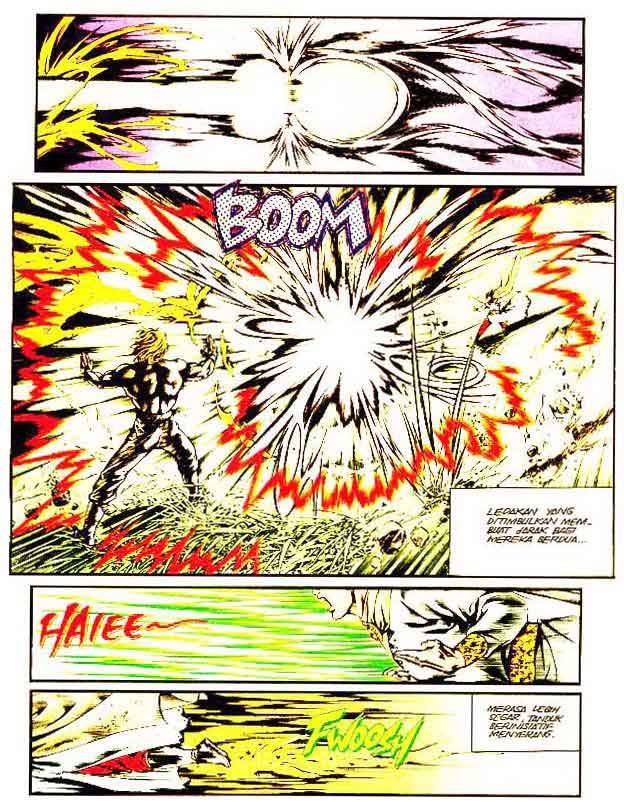 BOOM
LEDAKAN YANG
DITIMBULKAN MEM-
BUAT JARAK BAGI
MEREKA BERDUA...
HAIEE~
FWOOSH
MERASA LEBIH
SEGAR, TANDUK
BERINISIATIF
MENYERANG.